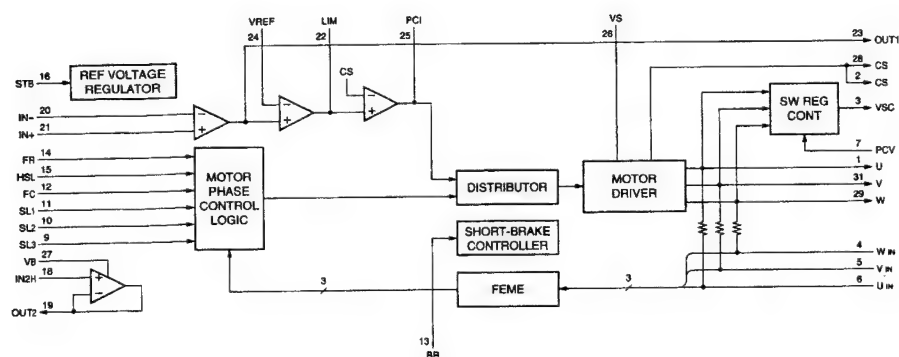 VREF
24
LIM
22
PCI
25
VS
26
23
OUT1
28
CS
2
CS
STB
16
REF VOLTAGE
REGULATOR
CS
SW REG
CONT
3
VSC
IN-
20
IN+
21
7
PCV
FR
14
HSL
15
FC
12
SL1
11
SL2
10
SL3
9
MOTOR
PHASE
CONTROL
LOGIC
DISTRIBUTOR
MOTOR
DRIVER
1
U
31
V
29
W
SHORT-BRAKE
CONTROLLER
VB
27
IN2H
18
OUT2
19
3
FEME
3
4
W IN
5
V IN
6
U IN
13
BB